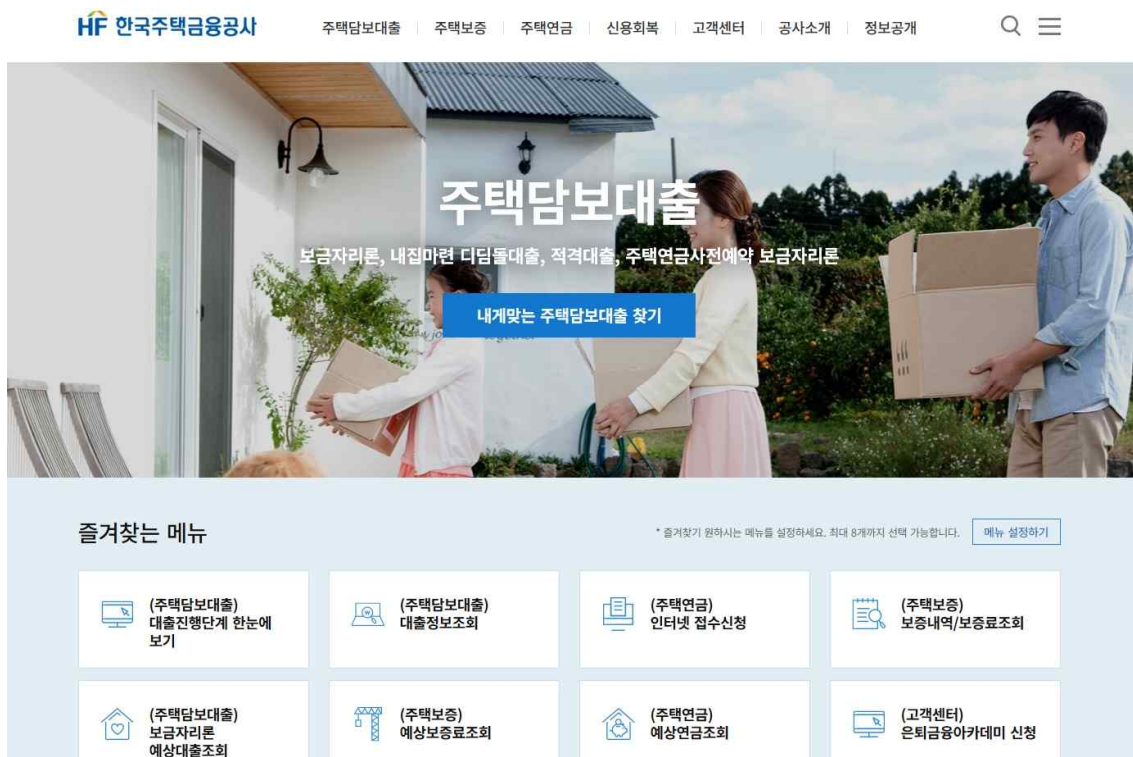 HF 한국주택금융공사
주택담보대출 주택보증 주택연금 신용회복 고객센터 공사소개 정보공개
주택담보대출
보금자리론, 내집마련 디딤돌대출, 적격대출, 주택연금사전예약 보금자리론
내게맞는 주택담보대출 찾기
즐겨찾는 메뉴
* 즐겨찾기 원하시는 메뉴를 설정하세요. 최대 8개까지 선택 가능합니다.
메뉴 설정하기
(주택담보대출)
대출진행단계 한눈에
보기
(주택담보대출)
대출정보조회
(주택연금)
인터넷 접수신청
(주택보증)
보증내역/보증료조회
(주택담보대출)
보금자리론
예상대출조회
(주택보증)
예상보증료조회
(주택연금)
예상연금조회
(고객센터)
은퇴금융아카데미 신청